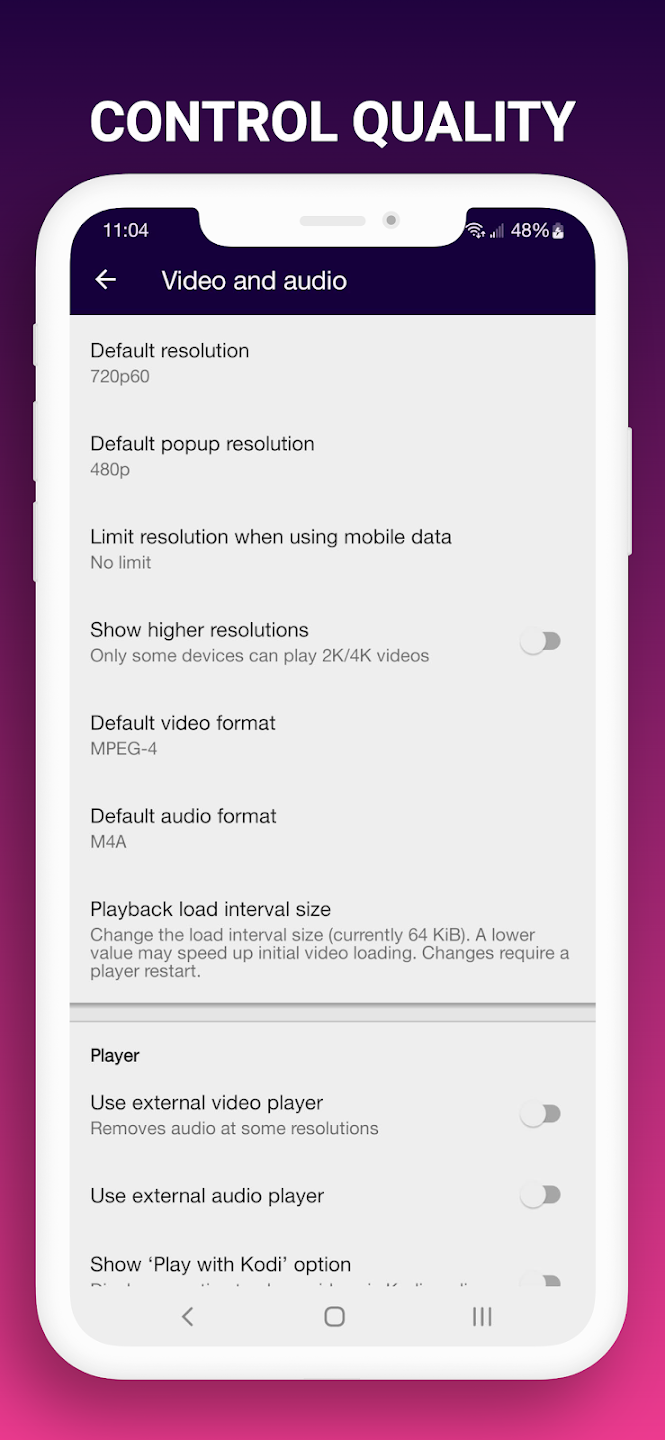 CONTROL QUALITY
11:04
48%
Video and audio
Default resolution
720p60
Default popup resolution
480p
Limit resolution when using mobile data
No limit
Show higher resolutions
Only some devices can play 2K/4K videos
Default video format
MPEG-4
Default audio format
M4A
Playback load interval size
Change the load interval size (currently 64 KiB). A lower
value may speed up initial video loading. Changes require a
player restart.
Player
Use external video player
Removes audio at some resolutions
Use external audio player
Show ‘Play with Kodi’ option